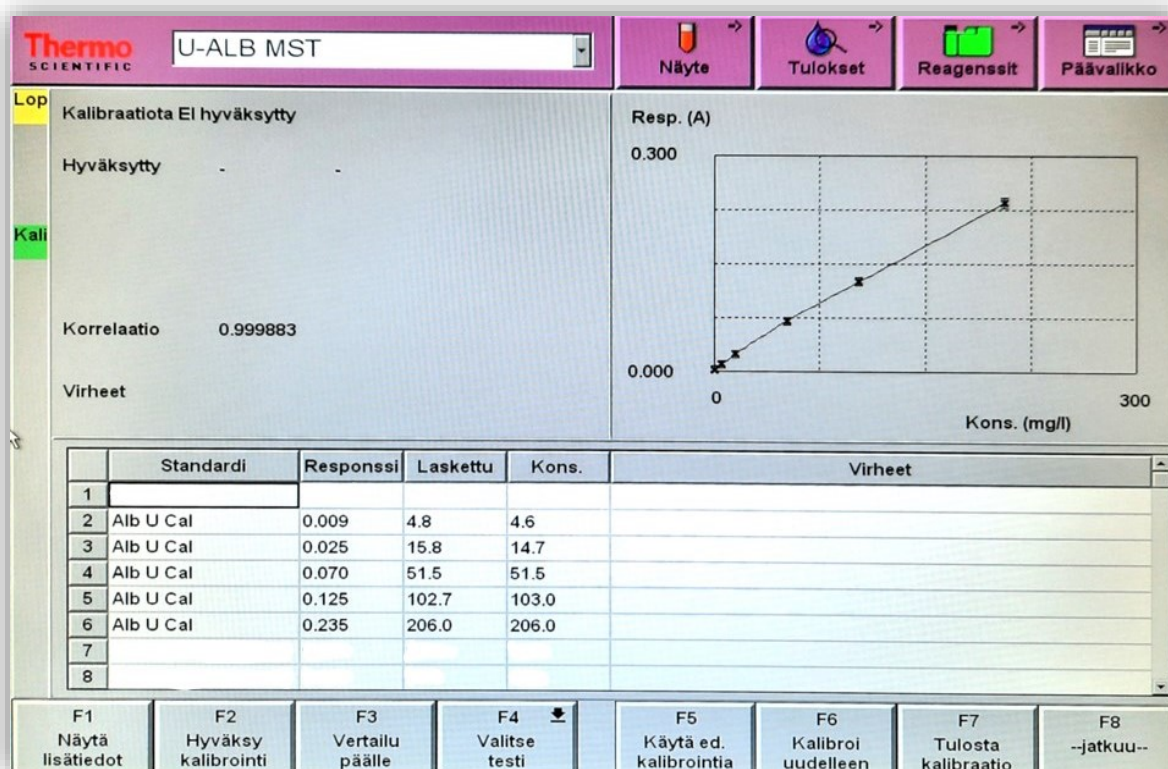 Thermo
SCIENTIFIC
U-ALB MST
Näyte
Tulokset
Reagenssit
Päävalikko
Lop
Kalibraatiota EI hyväksytty
Hyväksytty - -
Kali
Korrelaatio 0.999883
Virheet
Resp. (A)
0.300
0.000
0 300
Kons. (mg/l)
Standardi Responssi Laskettu Kons. Virheet
1
2 Alb U Cal 0.009 4.8 4.6
3 Alb U Cal 0.025 15.8 14.7
4 Alb U Cal 0.070 51.5 51.5
5 Alb U Cal 0.125 102.7 103.0
6 Alb U Cal 0.235 206.0 206.0
7
8
F1
Näytä
lisätiedot
F2
Hyväksy
kalibrointi
F3
Vertailu
päälle
F4
Valitse
testi
F5
Käytä ed.
kalibrointia
F6
Kalibroi
uudelleen
F7
Tulosta
kalibraatio
F8
--jatkuu--